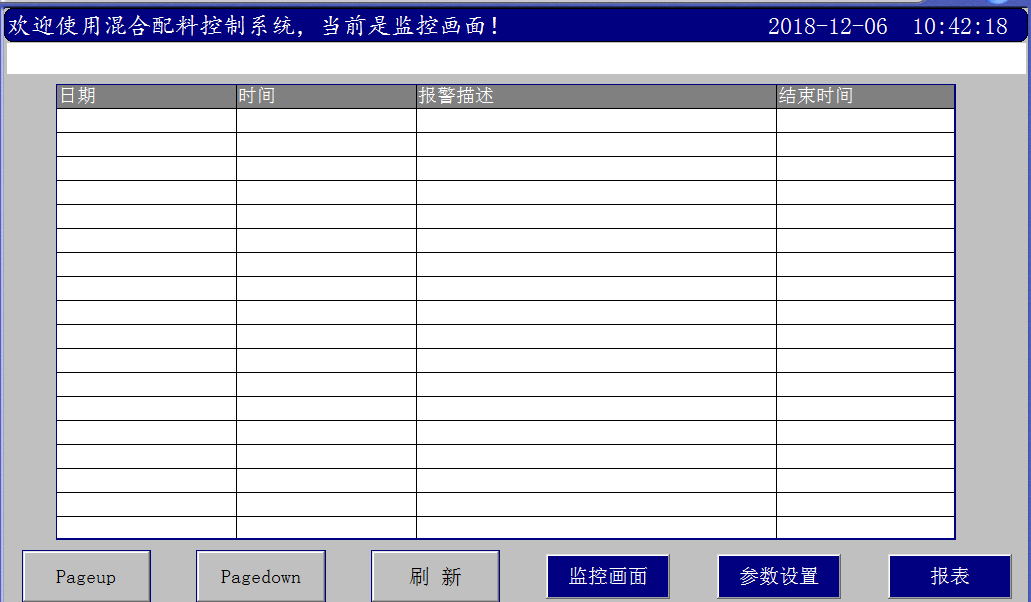 欢迎使用混合配料控制系统，当前是监控画面！ 2018-12-06 10:42:18
日期 时间 报警描述 结束时间
Pageup Pagedown 刷 新 监控画面 参数设置 报表